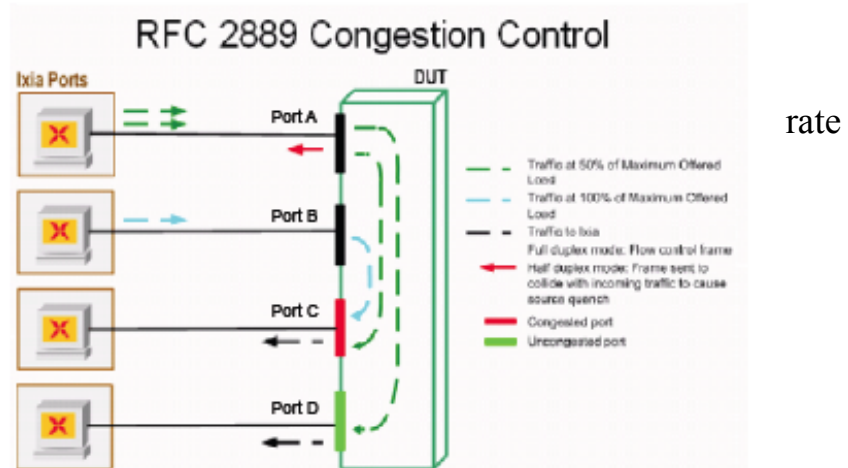 RFC 2889 Congestion Control
Ixia Ports
DUT
rate
Port A
Port B
Port C
Port D
Traffic at 50% of Maximum Offered
Load
Traffic at 100% of Maximum Offered
Load
Traffic to Ixia
Full duplex mode: Flow control frame
Half duplex mode: Frame sent to
collide with incoming traffic to cause
source quench
Congested port
Uncongested port